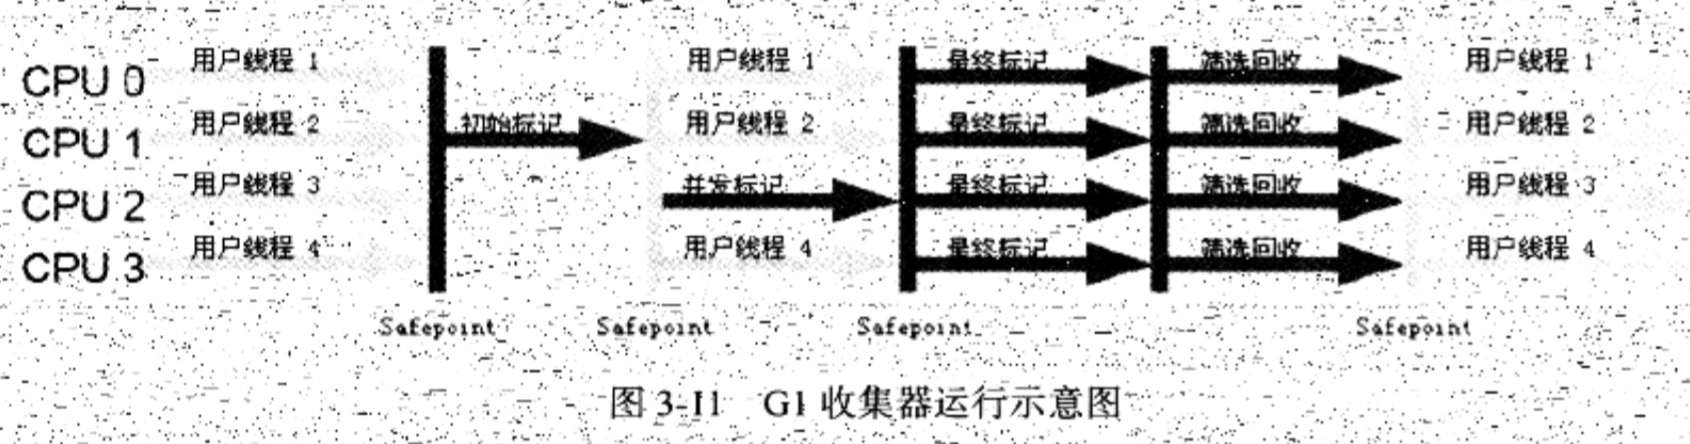 CPU 0 用户线程 1 用户线程 1 最终标记 筛选回收 用户线程 1
CPU 1 用户线程 2 初始标记 用户线程 2 最终标记 筛选回收 用户线程 2
CPU 2 用户线程 3 并发标记 最终标记 筛选回收 用户线程 3
CPU 3 用户线程 4 用户线程 4 最终标记 筛选回收 用户线程 4
Safepoint Safepoint Safepoint Safepoint
图 3-11 G1 收集器运行示意图